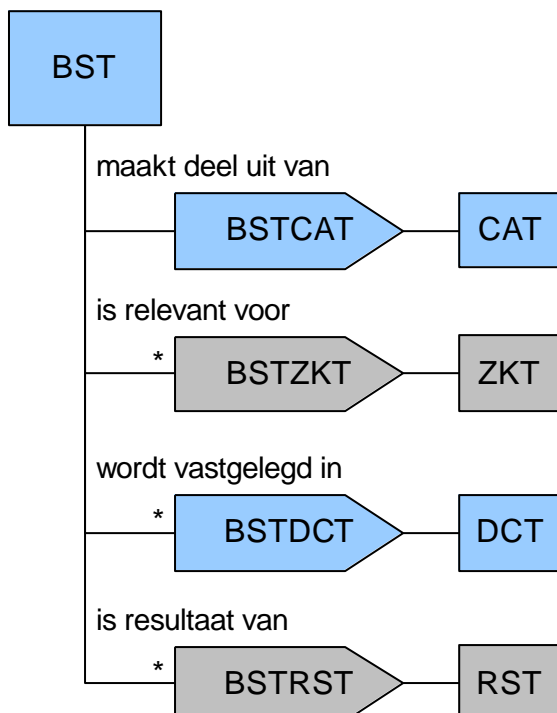 BST
maakt deel uit van
BSTCAT
CAT
is relevant voor
*
BSTZKT
ZKT
wordt vastgelegd in
*
BSTDCT
DCT
is resultaat van
*
BSTRST
RST